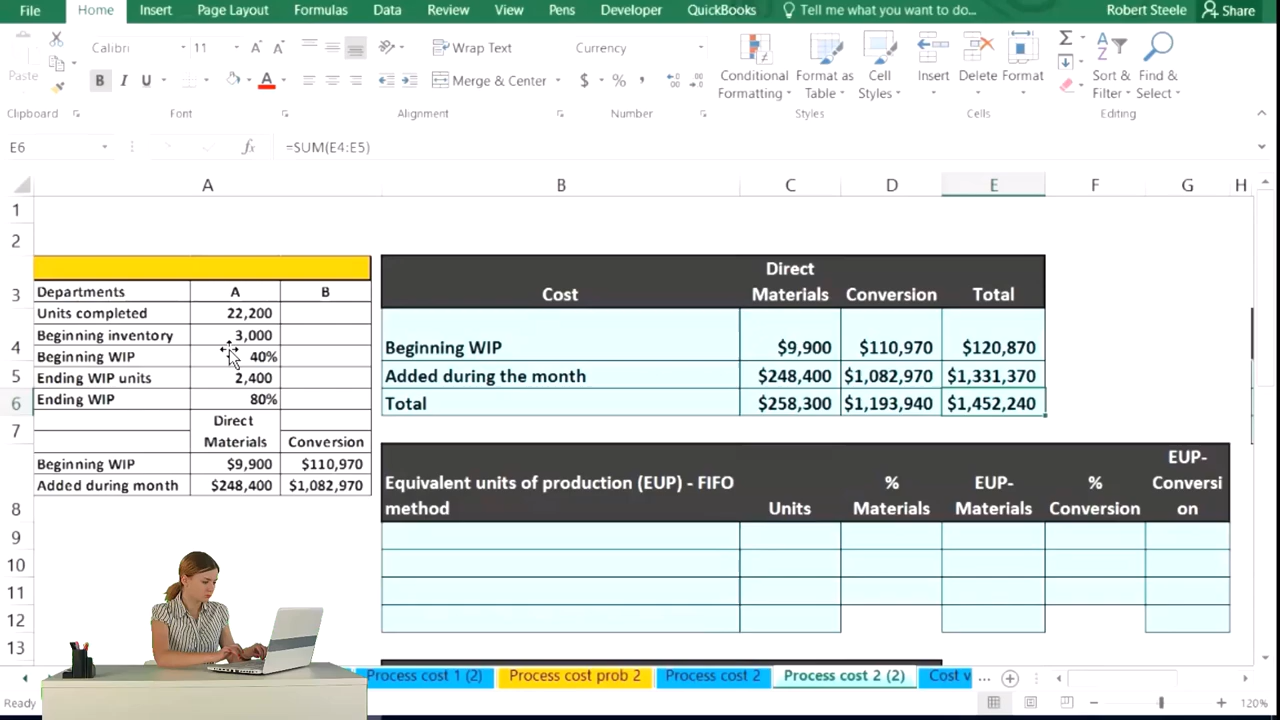 File Home Insert Page Layout Formulas Data Review View Pens Developer QuickBooks Tell me what you want to do... Robert Steele Share
Calibri 11 Wrap Text Currency
Paste B I U A Merge & Center $ % , Conditional Formatting Format as Table Cell Styles Insert Delete Format Sort & Filter Find & Select
Clipboard Font Alignment Number Styles Cells Editing
E6 fx =SUM(E4:E5)
A B C D E F G H
1
2
3 Departments A B Cost Direct Materials Conversion Total
Units completed 22,200
Beginning inventory 3,000
4 Beginning WIP 40% Beginning WIP $9,900 $110,970 $120,870
5 Ending WIP units 2,400 Added during the month $248,400 $1,082,970 $1,331,370
6 Ending WIP 80% Total $258,300 $1,193,940 $1,452,240
7 Direct Materials Conversion
Beginning WIP $9,900 $110,970
Added during month $248,400 $1,082,970
8 Equivalent units of production (EUP) - FIFO method Units % Materials EUP- Materials % Conversion EUP- Conversi on
9
10
11
12
13
Process cost 1 (2) Process cost prob 2 Process cost 2 Process cost 2 (2) Cost v ...
Ready 120%